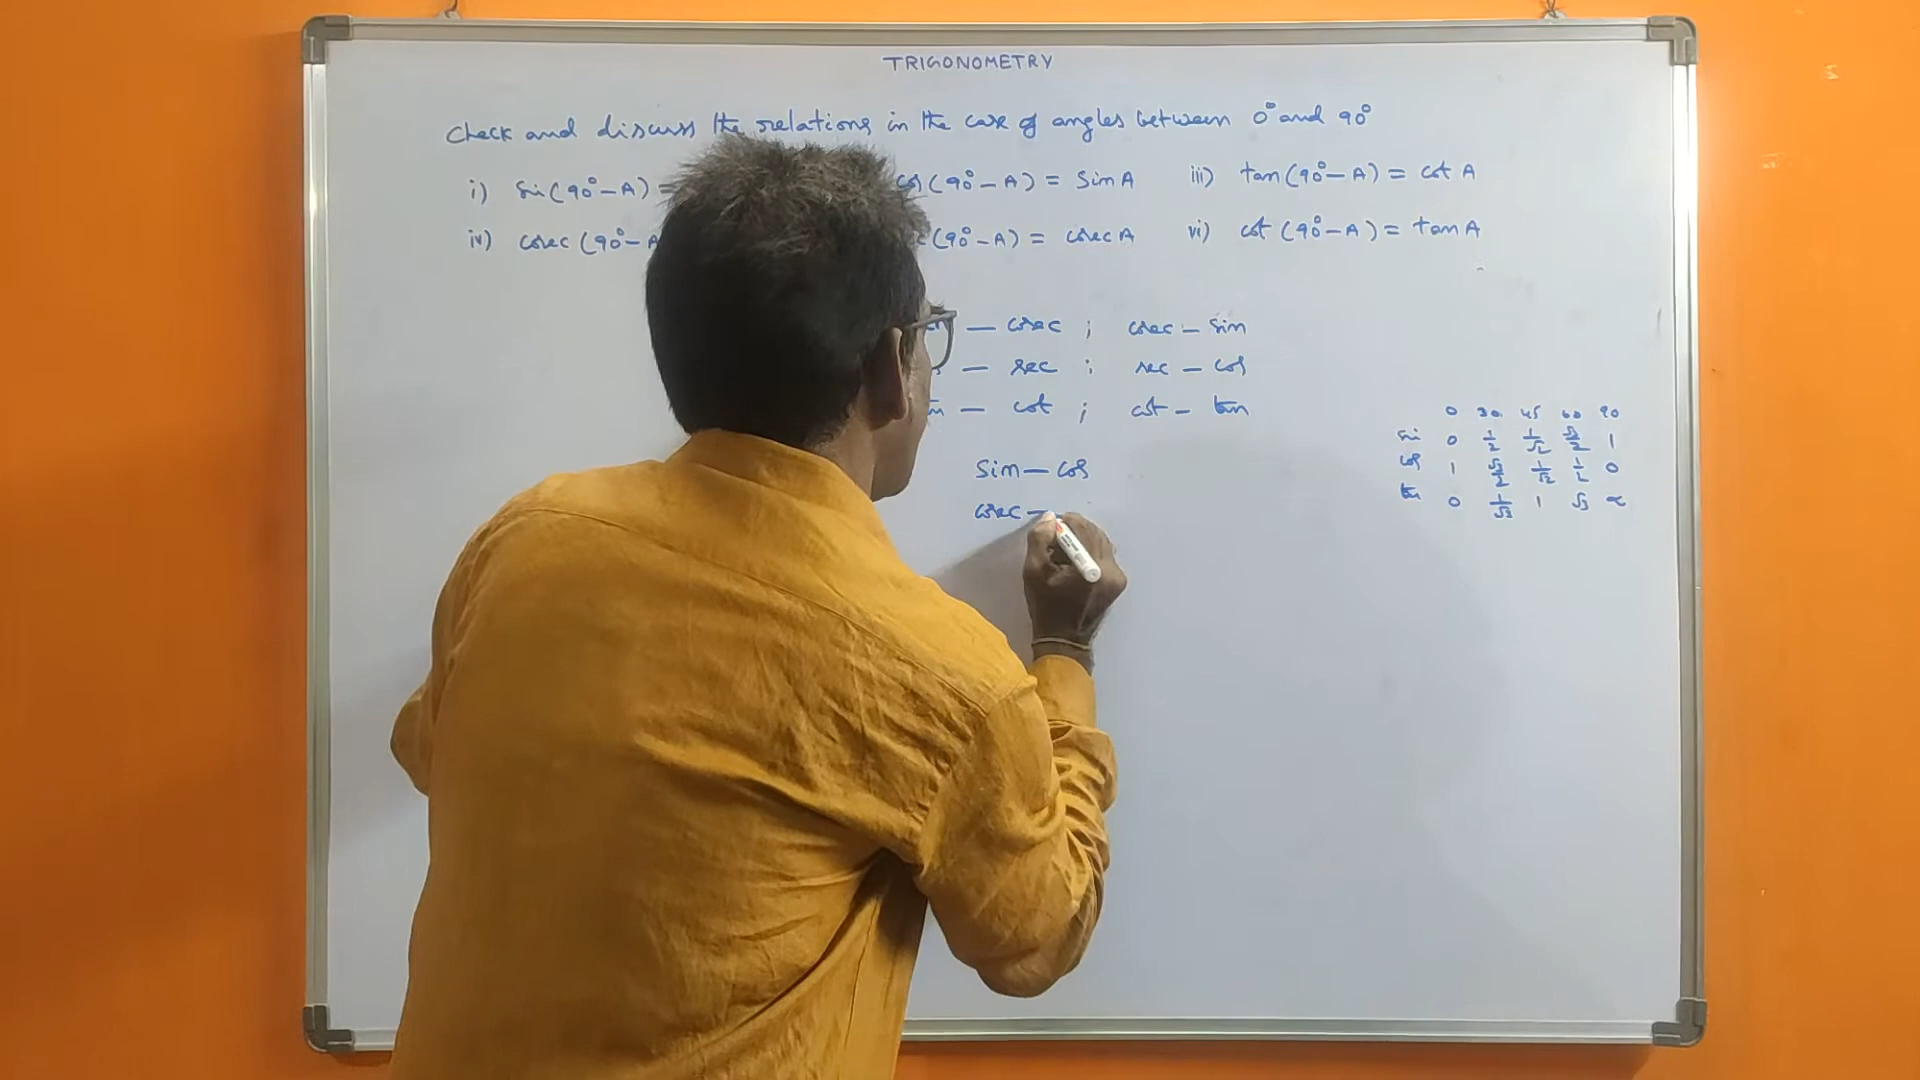 TRIGONOMETRY
Check and discuss the relations in the case of angles between 0° and 90°
i) sin(90°-A) = (90°-A) = Sin A iii) tan(90°-A) = cot A
iv) cosec (90°-A (90°-A) = cosec A vi) cot (90°-A) = tan A
— cosec ; cosec — sin
— sec ; sec — cos
— cot ; cot — tan
0 30 45 60 90
sin 0 1/2 1/√2 √3/2 1
Sin — cos
cos 1 √3/2 1/√2 1/2 0
cosec —
tan 0 1/√3 1 √3 ∝